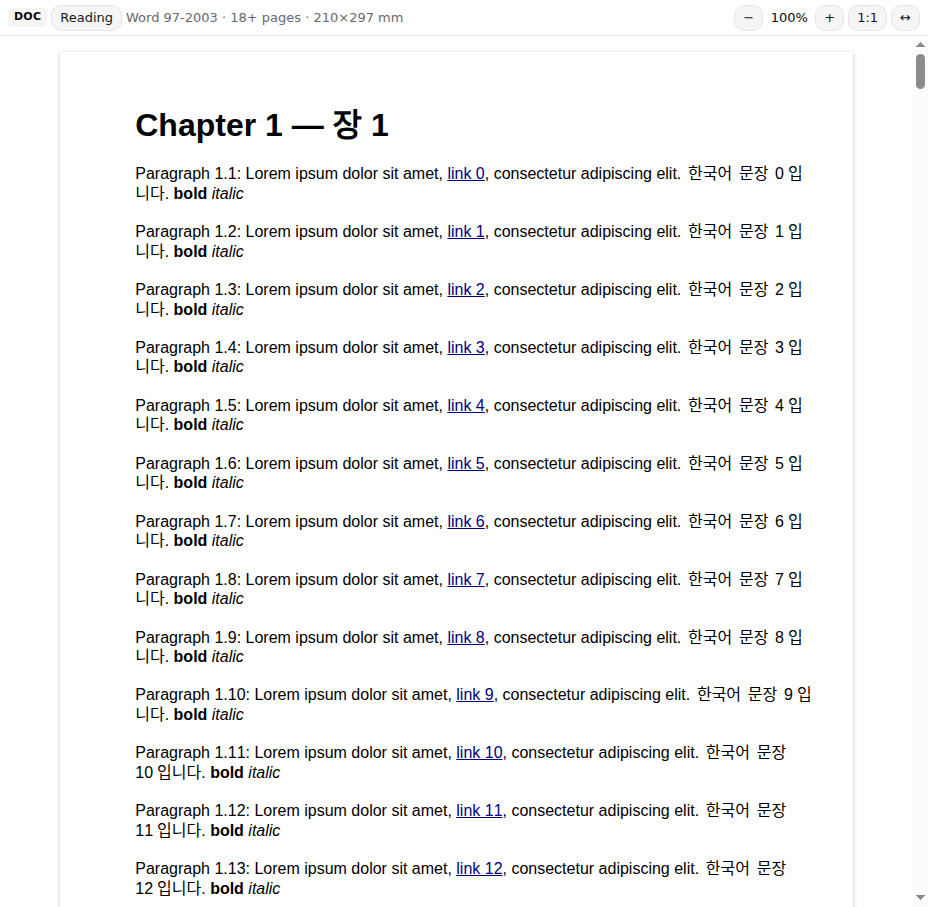 DOC Reading Word 97-2003 · 18+ pages · 210×297 mm − 100% + 1:1 ↔
Chapter 1 — 장 1
Paragraph 1.1: Lorem ipsum dolor sit amet, link 0, consectetur adipiscing elit. 한국어 문장 0 입
니다. bold italic
Paragraph 1.2: Lorem ipsum dolor sit amet, link 1, consectetur adipiscing elit. 한국어 문장 1 입
니다. bold italic
Paragraph 1.3: Lorem ipsum dolor sit amet, link 2, consectetur adipiscing elit. 한국어 문장 2 입
니다. bold italic
Paragraph 1.4: Lorem ipsum dolor sit amet, link 3, consectetur adipiscing elit. 한국어 문장 3 입
니다. bold italic
Paragraph 1.5: Lorem ipsum dolor sit amet, link 4, consectetur adipiscing elit. 한국어 문장 4 입
니다. bold italic
Paragraph 1.6: Lorem ipsum dolor sit amet, link 5, consectetur adipiscing elit. 한국어 문장 5 입
니다. bold italic
Paragraph 1.7: Lorem ipsum dolor sit amet, link 6, consectetur adipiscing elit. 한국어 문장 6 입
니다. bold italic
Paragraph 1.8: Lorem ipsum dolor sit amet, link 7, consectetur adipiscing elit. 한국어 문장 7 입
니다. bold italic
Paragraph 1.9: Lorem ipsum dolor sit amet, link 8, consectetur adipiscing elit. 한국어 문장 8 입
니다. bold italic
Paragraph 1.10: Lorem ipsum dolor sit amet, link 9, consectetur adipiscing elit. 한국어 문장 9 입
니다. bold italic
Paragraph 1.11: Lorem ipsum dolor sit amet, link 10, consectetur adipiscing elit. 한국어 문장
10 입니다. bold italic
Paragraph 1.12: Lorem ipsum dolor sit amet, link 11, consectetur adipiscing elit. 한국어 문장
11 입니다. bold italic
Paragraph 1.13: Lorem ipsum dolor sit amet, link 12, consectetur adipiscing elit. 한국어 문장
12 입니다. bold italic